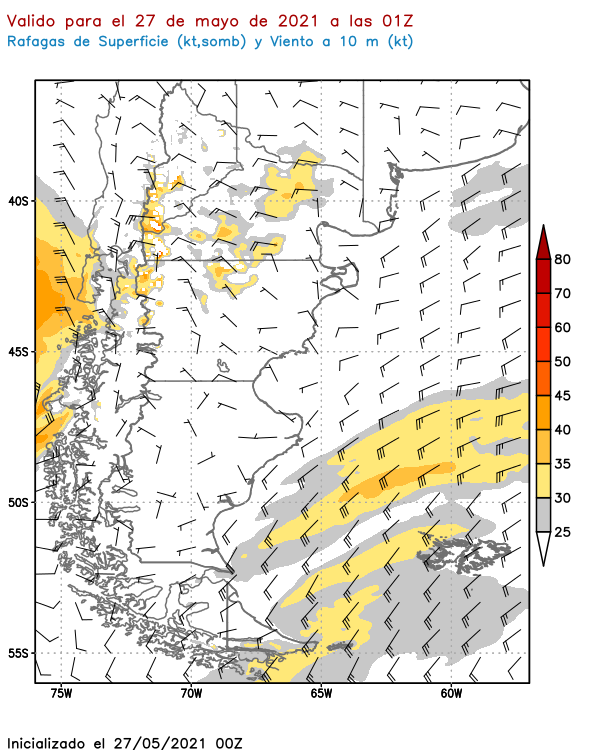 Valido para el 27 de mayo de 2021 a las 01Z
Rafagas de Superficie (kt,somb) y Viento a 10 m (kt)
40S
45S
50S
55S
75W 70W 65W 60W
80
70
60
50
45
40
35
30
25
Inicializado el 27/05/2021 00Z